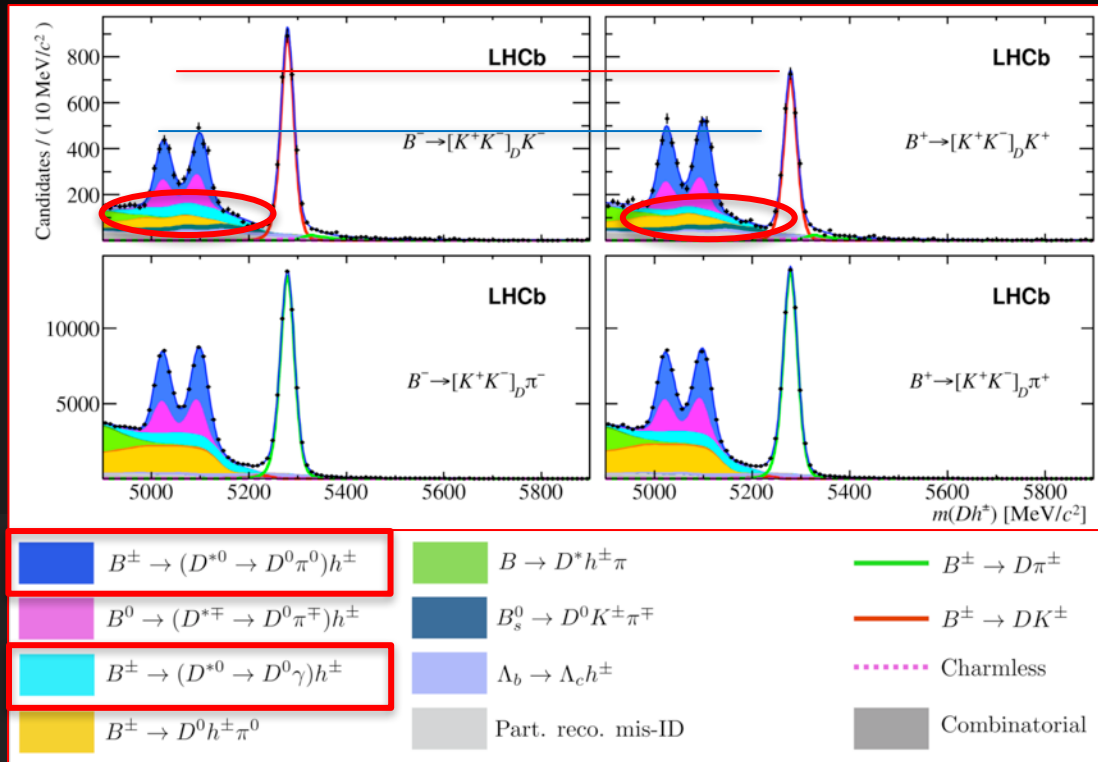 Candidates / ( 10 MeV/c² )
800
600
400
200
LHCb
B⁻→[K⁺K⁻]_D K⁻
LHCb
B⁺→[K⁺K⁻]_D K⁺
10000
5000
LHCb
B⁻→[K⁺K⁻]_D π⁻
LHCb
B⁺→[K⁺K⁻]_D π⁺
5000 5200 5400 5600 5800
5000 5200 5400 5600 5800
m(Dh±) [MeV/c²]
B± → (D*⁰ → D⁰π⁰)h±
B⁰ → (D*∓ → D⁰π∓)h±
B± → (D*⁰ → D⁰γ)h±
B± → D⁰h±π⁰
B → D*h±π
B_s⁰ → D⁰K±π∓
Λ_b → Λ_c h±
Part. reco. mis-ID
B± → Dπ±
B± → DK±
Charmless
Combinatorial